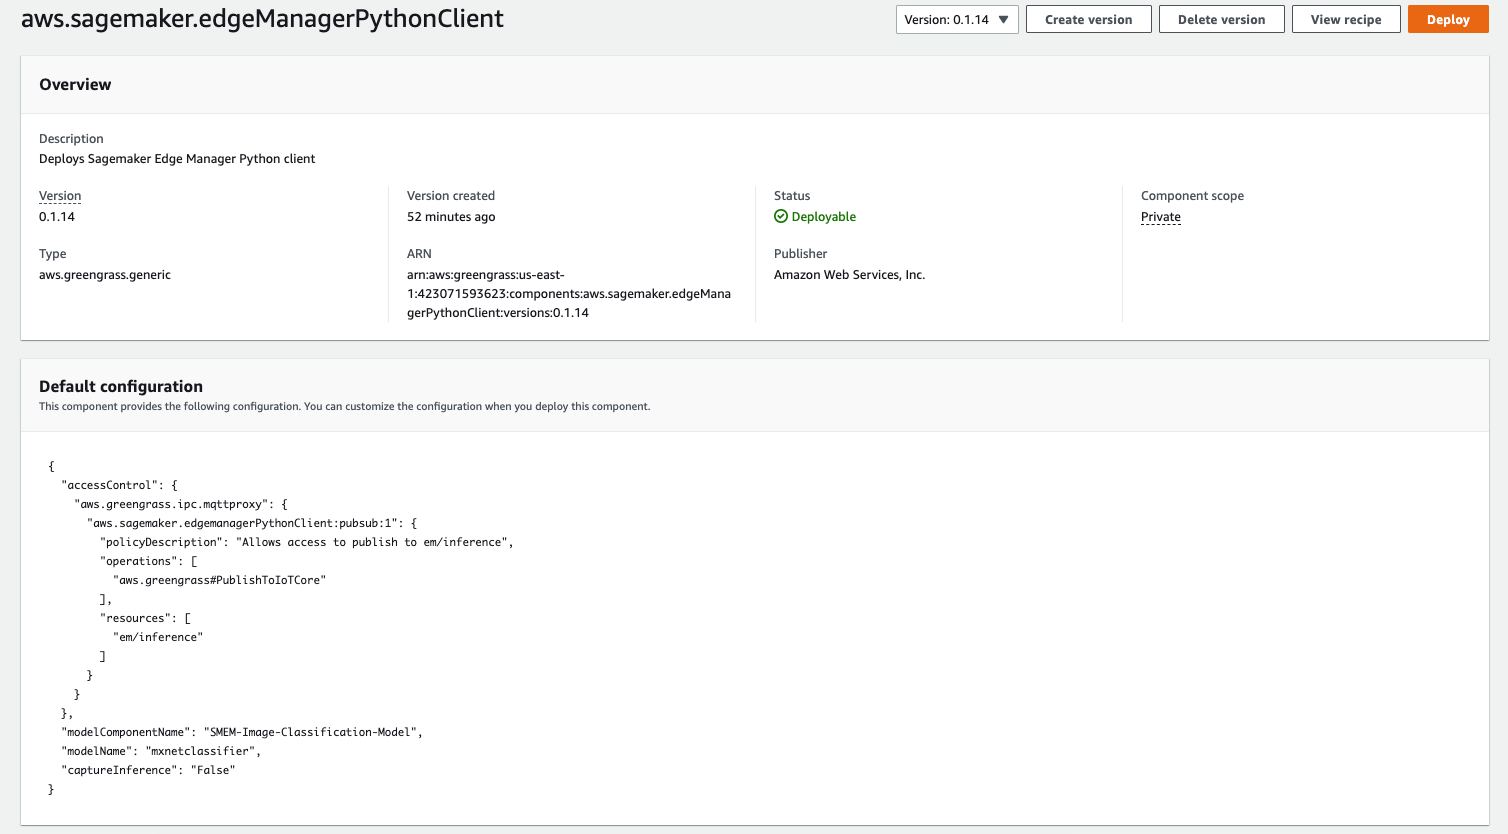 aws.sagemaker.edgeManagerPythonClient
Version: 0.1.14
Create version
Delete version
View recipe
Deploy
Overview
Description
Deploys Sagemaker Edge Manager Python client
Version
0.1.14
Version created
52 minutes ago
Status
Deployable
Component scope
Private
Type
aws.greengrass.generic
ARN
arn:aws:greengrass:us-east-
1:423071593623:components:aws.sagemaker.edgeMana
gerPythonClient:versions:0.1.14
Publisher
Amazon Web Services, Inc.
Default configuration
This component provides the following configuration. You can customize the configuration when you deploy this component.
{
  "accessControl": {
    "aws.greengrass.ipc.mqttproxy": {
      "aws.sagemaker.edgemanagerPythonClient:pubsub:1": {
        "policyDescription": "Allows access to publish to em/inference",
        "operations": [
          "aws.greengrass#PublishToIoTCore"
        ],
        "resources": [
          "em/inference"
        ]
      }
    }
  },
  "modelComponentName": "SMEM-Image-Classification-Model",
  "modelName": "mxnetclassifier",
  "captureInference": "False"
}